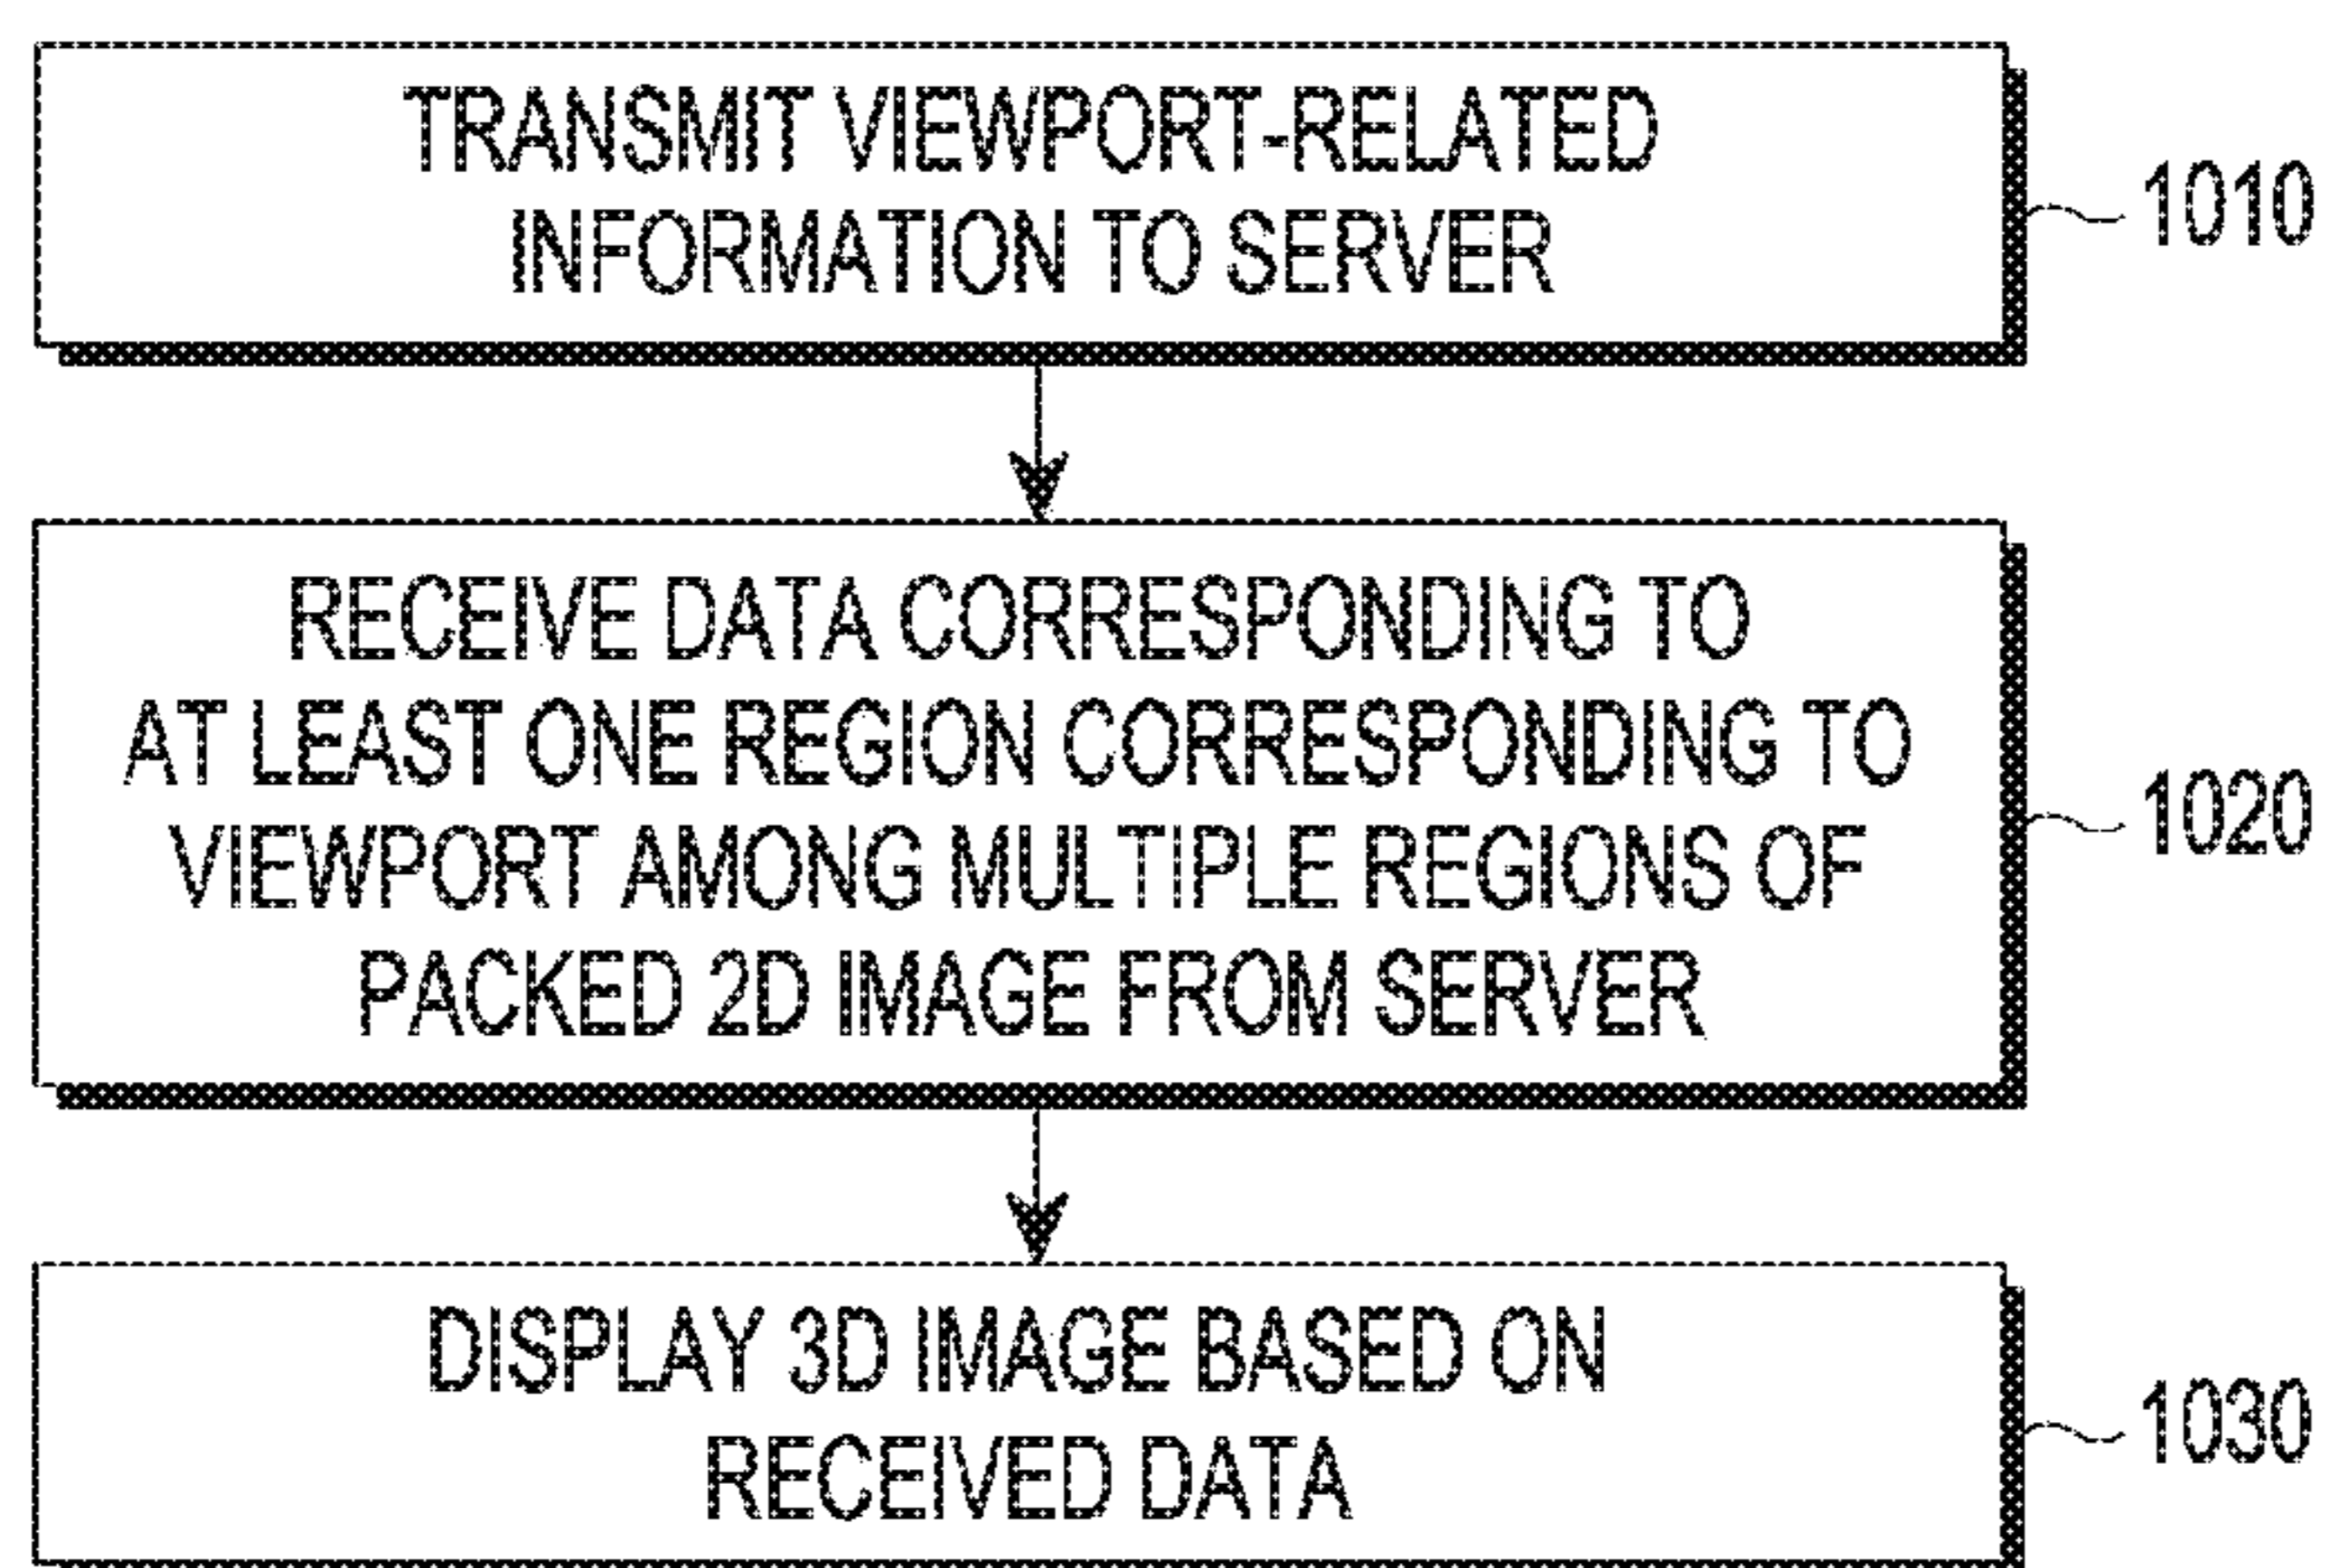 TRANSMIT VIEWPORT-RELATED
INFORMATION TO SERVER
1010
RECEIVE DATA CORRESPONDING TO
AT LEAST ONE REGION CORRESPONDING TO
VIEWPORT AMONG MULTIPLE REGIONS OF
PACKED 2D IMAGE FROM SERVER
1020
DISPLAY 3D IMAGE BASED ON
RECEIVED DATA
1030